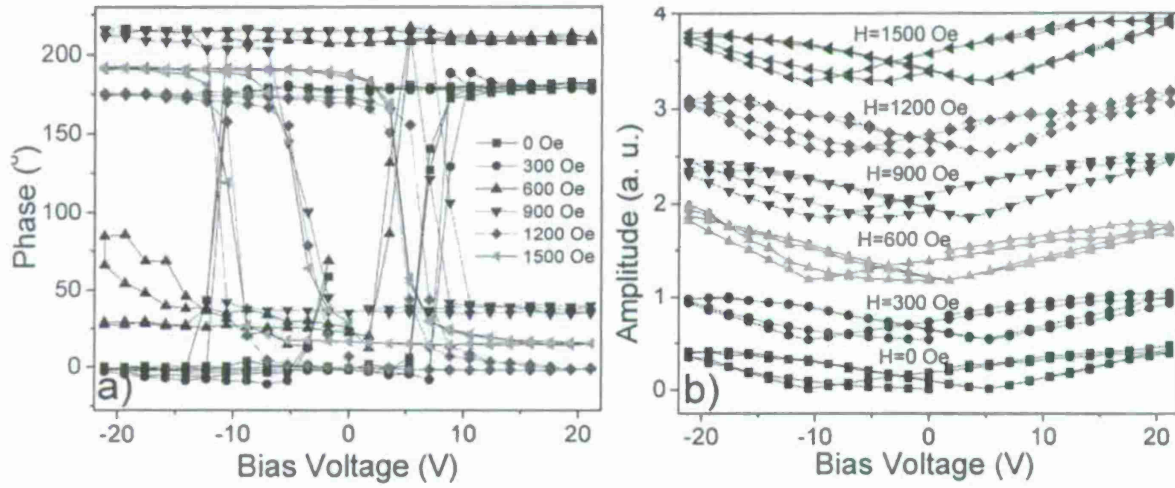 200
150
100
50
0
Phase (°)
0 Oe
300 Oe
600 Oe
900 Oe
1200 Oe
1500 Oe
a)
-20 -10 0 10 20
Bias Voltage (V)
4
3
2
1
0
Amplitude (a. u.)
H=1500 Oe
H=1200 Oe
H=900 Oe
H=600 Oe
H=300 Oe
H=0 Oe
b)
-20 -10 0 10 20
Bias Voltage (V)